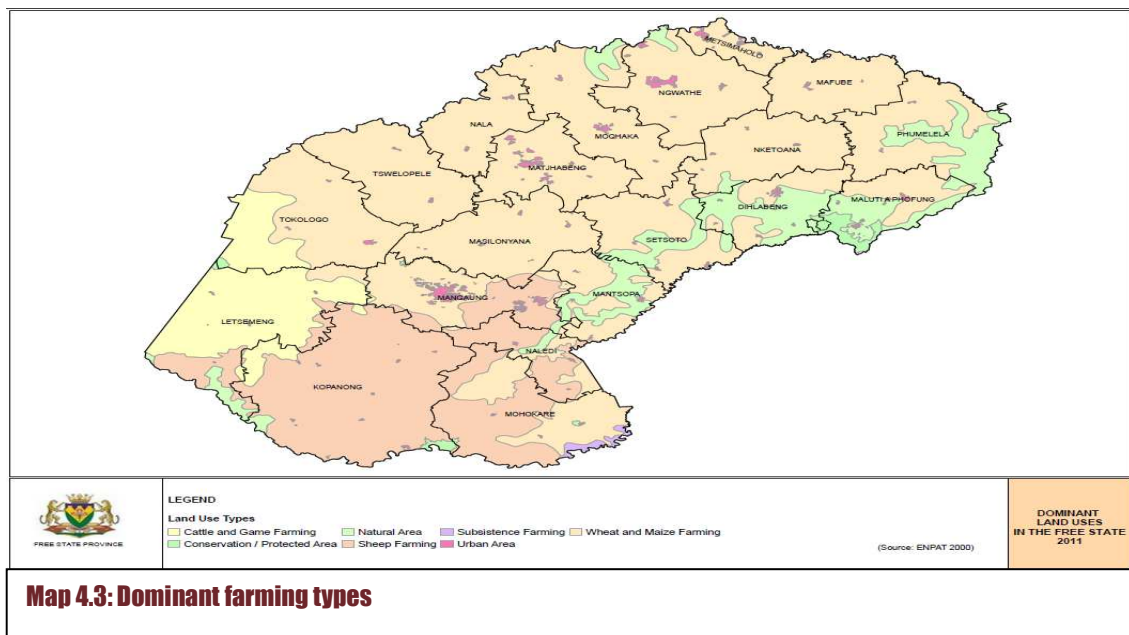 METSIMAHOLO
MAFUBE
NGWATHE
NALA
MOQHAKA
PHUMELELA
NKETOANA
MATJHABENG
TSWELOPELE
DIHLABENG
MALUTI A PHOFUNG
TOKOLOGO
SETSOTO
MASILONYANA
MANTSOPA
MANGAUNG
LETSEMENG
NALEDI
KOPANONG
MOHOKARE
LEGEND
Land Use Types
Cattle and Game Farming Natural Area Subsistence Farming Wheat and Maize Farming
Conservation / Protected Area Sheep Farming Urban Area
(Source: ENPAT 2000)
FREE STATE PROVINCE
DOMINANT
LAND USES
IN THE FREE STATE
2011
Map 4.3: Dominant farming types